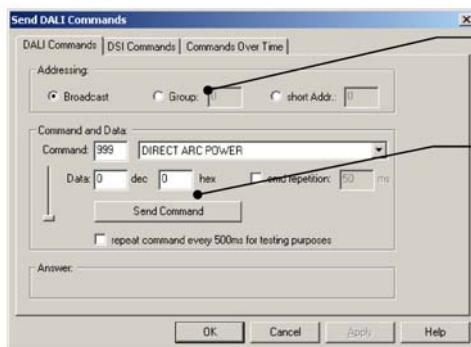 Send DALI Commands
DALI Commands DSI Commands Commands Over Time
Addressing:
Broadcast Group: 0 short Addr.: 0
Command and Data:
Command: 999 DIRECT ARC POWER
Data: 0 dec 0 hex cmd repetition: 50 ms
Send Command
repeat command every 500ms for testing purposes
Answer:
OK Cancel Apply Help